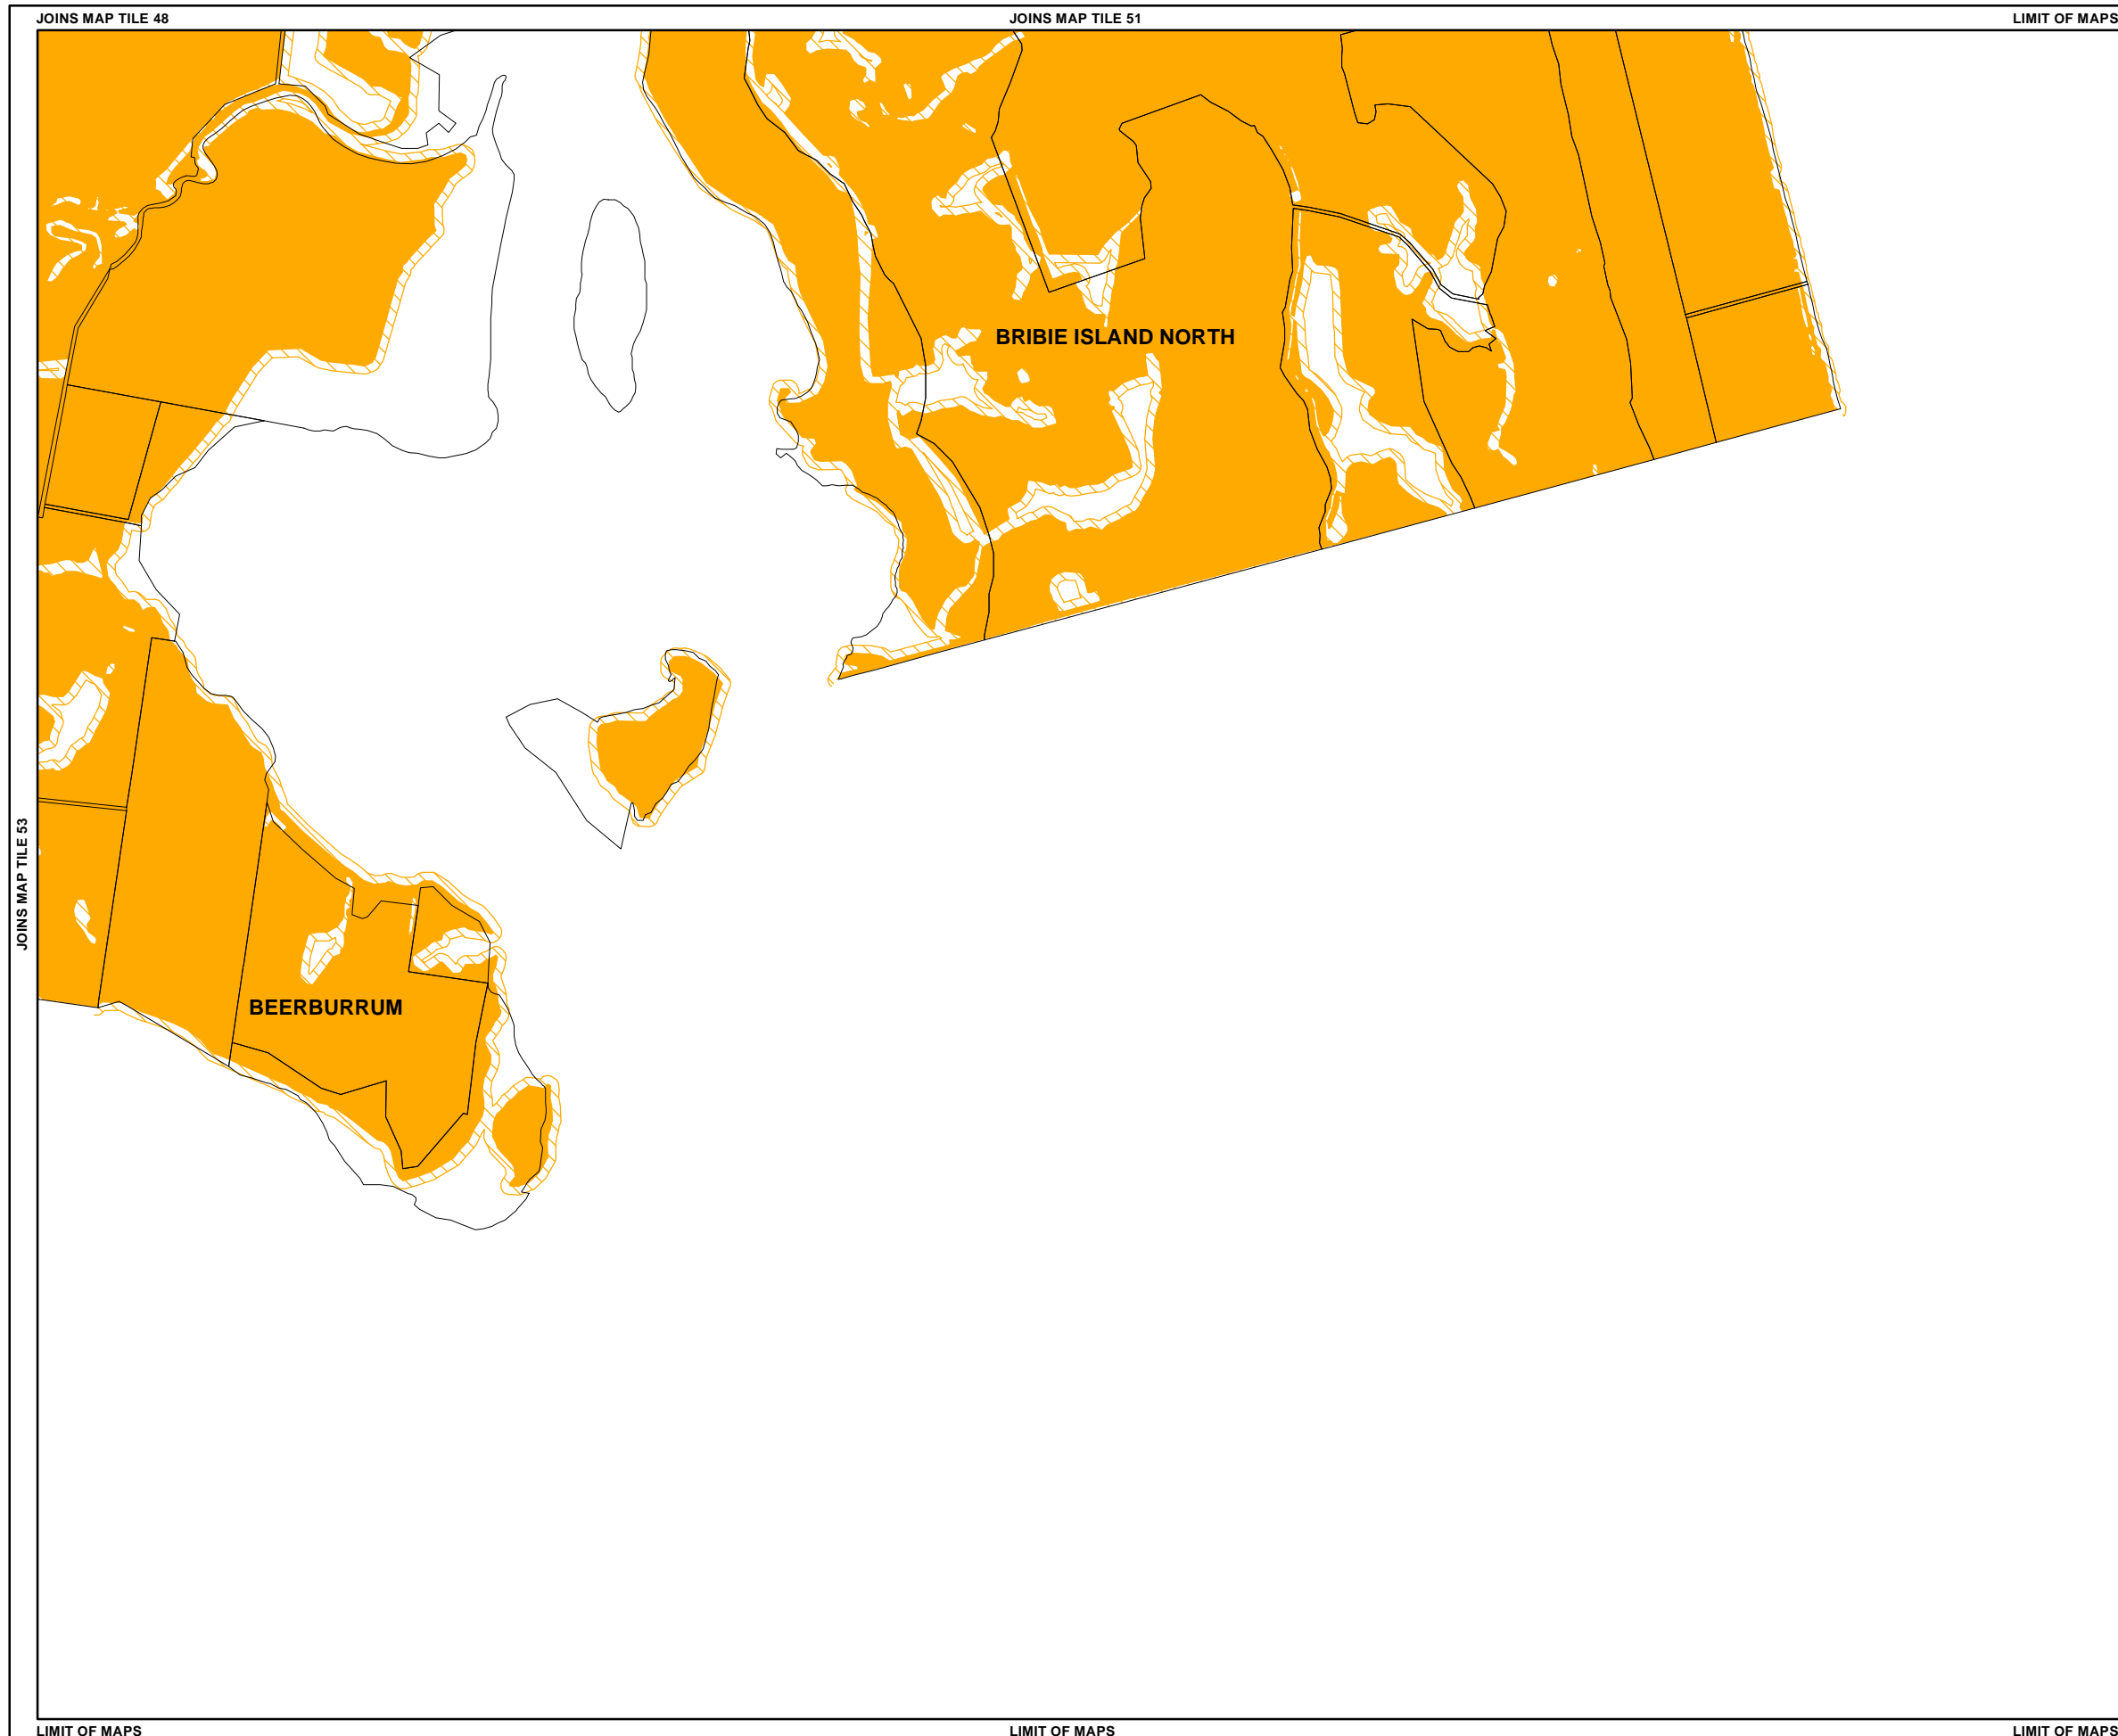 JOINS MAP TILE 48
JOINS MAP TILE 51
LIMIT OF MAPS
BRIBIE ISLAND NORTH
JOINS MAP TILE 53
BEERBURRUM
LIMIT OF MAPS
LIMIT OF MAPS
LIMIT OF MAPS